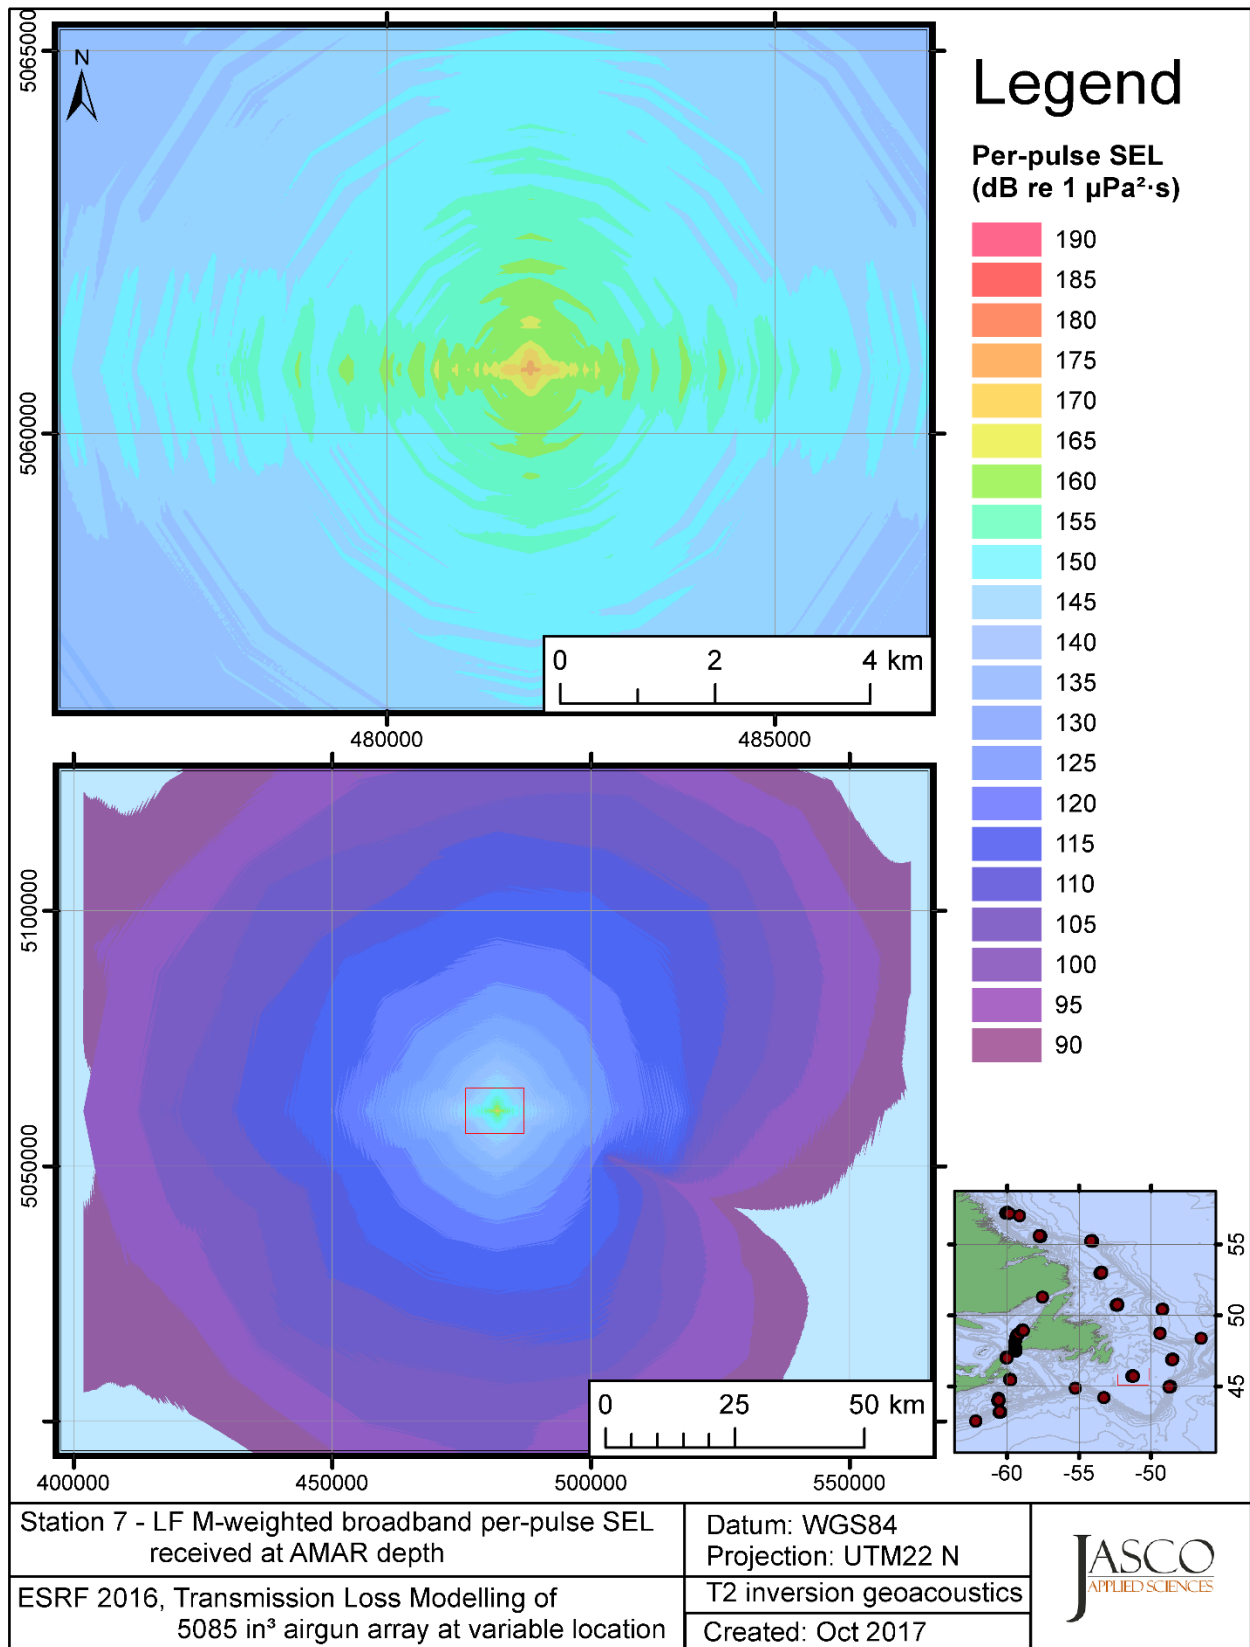 N
5065000
5060000
0 2 4 km
480000 485000
Legend
Per-pulse SEL
(dB re 1 µPa²·s)
190
185
180
175
170
165
160
155
150
145
140
135
130
125
120
115
110
105
100
95
90
5100000
5050000
0 25 50 km
400000 450000 500000 550000
55
50
45
-60 -55 -50
Station 7 - LF M-weighted broadband per-pulse SEL
received at AMAR depth
ESRF 2016, Transmission Loss Modelling of
5085 in³ airgun array at variable location
Datum: WGS84
Projection: UTM22 N
T2 inversion geoacoustics
Created: Oct 2017
JASCO
APPLIED SCIENCES